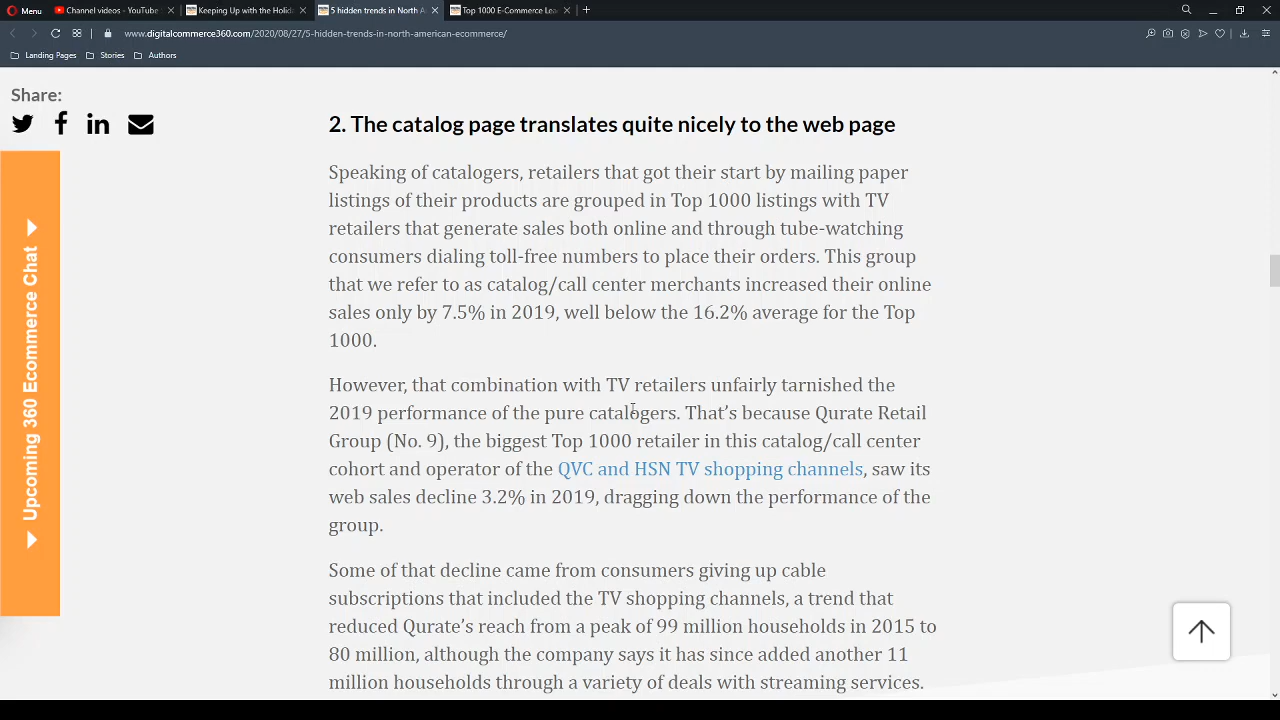 Menu
Channel videos - YouTube
Keeping Up with the Holid
5 hidden trends in North A
Top 1000 E-Commerce Lea
www.digitalcommerce360.com/2020/08/27/5-hidden-trends-in-north-american-ecommerce/
Landing Pages
Stories
Authors
Share:
Upcoming 360 Ecommerce Chat
2. The catalog page translates quite nicely to the web page
Speaking of catalogers, retailers that got their start by mailing paper
listings of their products are grouped in Top 1000 listings with TV
retailers that generate sales both online and through tube-watching
consumers dialing toll-free numbers to place their orders. This group
that we refer to as catalog/call center merchants increased their online
sales only by 7.5% in 2019, well below the 16.2% average for the Top
1000.
However, that combination with TV retailers unfairly tarnished the
2019 performance of the pure catalogers. That's because Qurate Retail
Group (No. 9), the biggest Top 1000 retailer in this catalog/call center
cohort and operator of the QVC and HSN TV shopping channels, saw its
web sales decline 3.2% in 2019, dragging down the performance of the
group.
Some of that decline came from consumers giving up cable
subscriptions that included the TV shopping channels, a trend that
reduced Qurate's reach from a peak of 99 million households in 2015 to
80 million, although the company says it has since added another 11
million households through a variety of deals with streaming services.